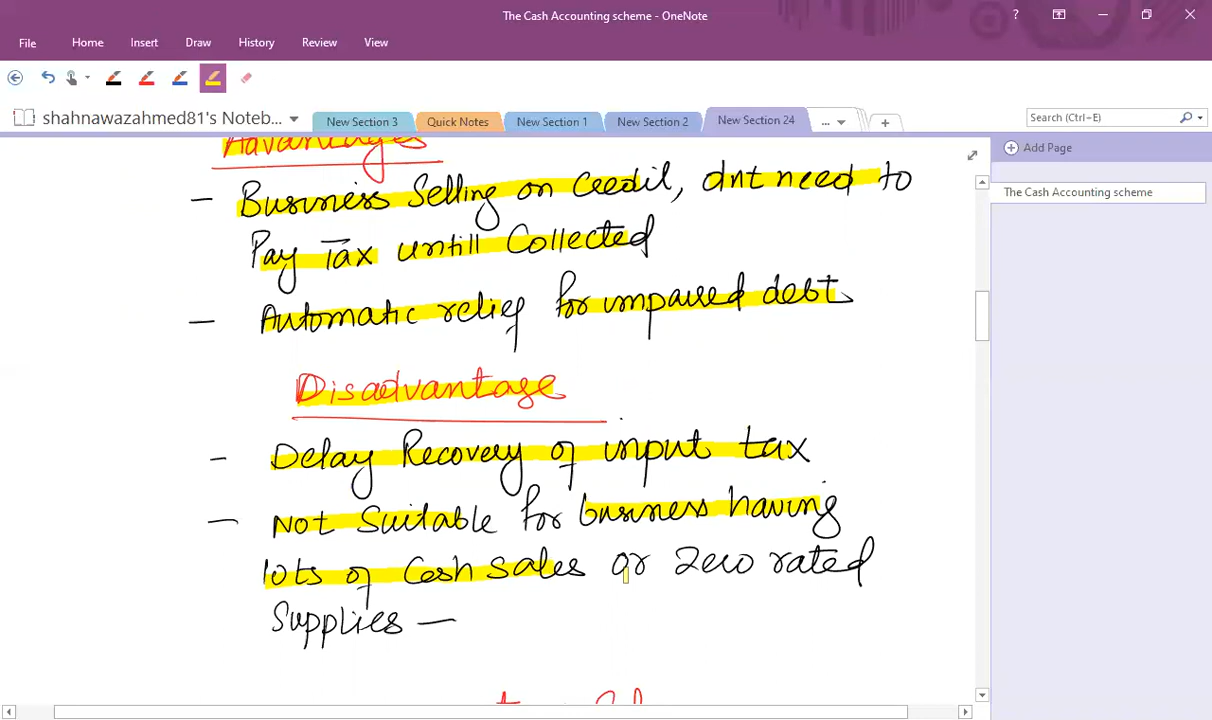 The Cash Accounting scheme - OneNote
?
File Home Insert Draw History Review View
shahnawazahmed81's Noteb... New Section 3 Quick Notes New Section 1 New Section 2 New Section 24 ... + Search (Ctrl+E)
Add Page
The Cash Accounting scheme
Advantages
- Business Selling on Credit, dnt need to
Pay Tax untill Collected
- Automatic relief for impaired debt
Disadvantage
- Delay Recovery of input tax
- Not Suitable for business having
lots of Cash sales or Zero rated
Supplies -